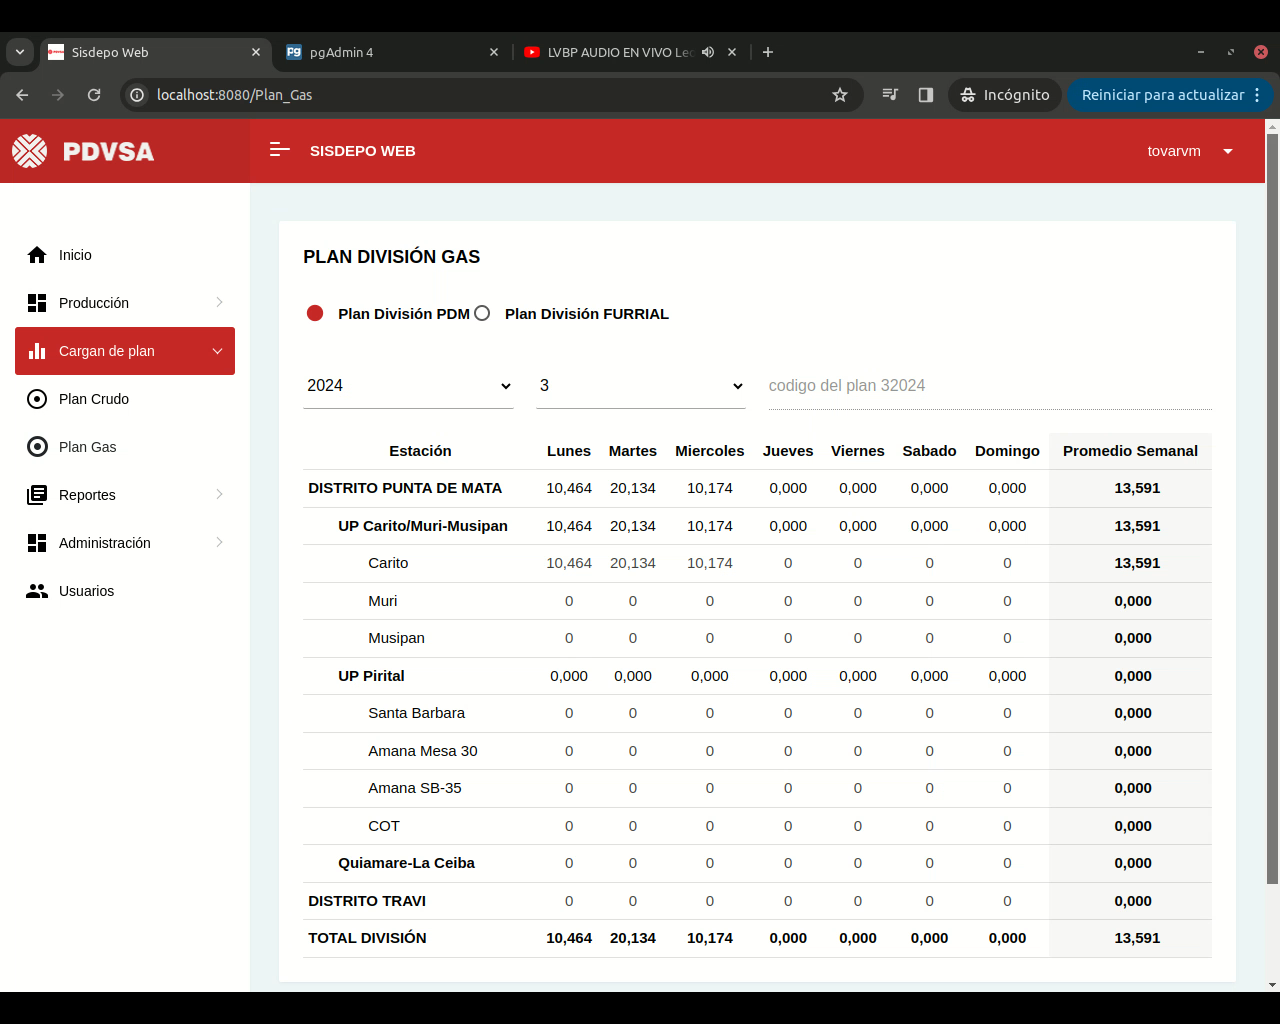 Sisdepo Web
pgAdmin 4
LVBP AUDIO EN VIVO Leo
localhost:8080/Plan_Gas
Incógnito
Reiniciar para actualizar
PDVSA
SISDEPO WEB
tovarvm
Inicio
Producción
Cargan de plan
Plan Crudo
Plan Gas
Reportes
Administración
Usuarios
PLAN DIVISIÓN GAS
Plan División PDM Plan División FURRIAL
2024 3 codigo del plan 32024
Estación Lunes Martes Miercoles Jueves Viernes Sabado Domingo Promedio Semanal
DISTRITO PUNTA DE MATA 10,464 20,134 10,174 0,000 0,000 0,000 0,000 13,591
UP Carito/Muri-Musipan 10,464 20,134 10,174 0,000 0,000 0,000 0,000 13,591
Carito 10,464 20,134 10,174 0 0 0 0 13,591
Muri 0 0 0 0 0 0 0 0,000
Musipan 0 0 0 0 0 0 0 0,000
UP Pirital 0,000 0,000 0,000 0,000 0,000 0,000 0,000 0,000
Santa Barbara 0 0 0 0 0 0 0 0,000
Amana Mesa 30 0 0 0 0 0 0 0 0,000
Amana SB-35 0 0 0 0 0 0 0 0,000
COT 0 0 0 0 0 0 0 0,000
Quiamare-La Ceiba 0 0 0 0 0 0 0 0,000
DISTRITO TRAVI 0 0 0 0 0 0 0 0,000
TOTAL DIVISIÓN 10,464 20,134 10,174 0,000 0,000 0,000 0,000 13,591